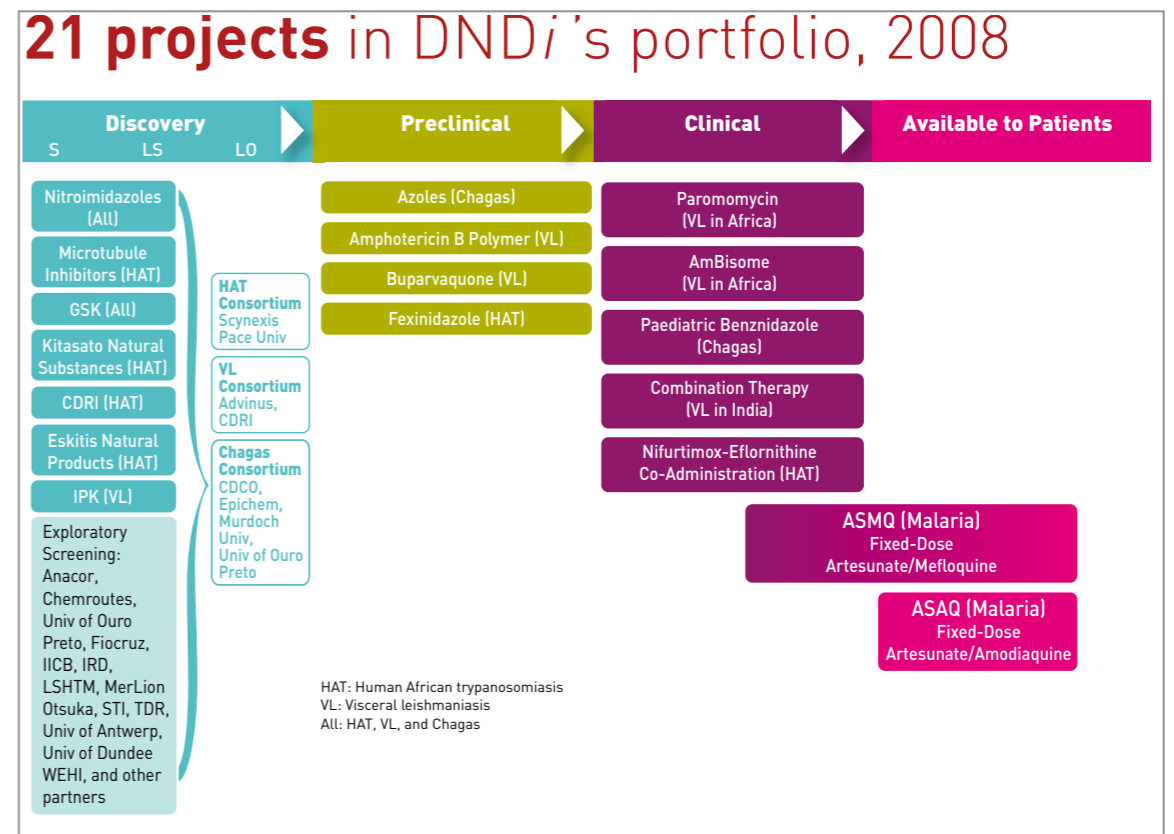 21 projects in DNDi's portfolio, 2008
Discovery
S LS LO
Preclinical
Clinical
Available to Patients
Nitroimidazoles
(All)
Microtubule
Inhibitors (HAT)
GSK (All)
Kitasato Natural
Substances (HAT)
CDRI (HAT)
Eskitis Natural
Products (HAT)
IPK (VL)
Exploratory
Screening:
Anacor,
Chemroutes,
Univ of Ouro
Preto, Fiocruz,
IICB, IRD,
LSHTM, MerLion
Otsuka, STI, TDR,
Univ of Antwerp,
Univ of Dundee
WEHI, and other
partners
HAT
Consortium
Scynexis
Pace Univ
VL
Consortium
Advinus,
CDRI
Chagas
Consortium
CDCO,
Epichem,
Murdoch
Univ,
Univ of Ouro
Preto
Azoles (Chagas)
Amphotericin B Polymer (VL)
Buparvaquone (VL)
Fexinidazole (HAT)
Paromomycin
(VL in Africa)
AmBisome
(VL in Africa)
Paediatric Benznidazole
(Chagas)
Combination Therapy
(VL in India)
Nifurtimox-Eflornithine
Co-Administration (HAT)
ASMQ (Malaria)
Fixed-Dose
Artesunate/Mefloquine
ASAQ (Malaria)
Fixed-Dose
Artesunate/Amodiaquine
HAT: Human African trypanosomiasis
VL: Visceral leishmaniasis
All: HAT, VL, and Chagas